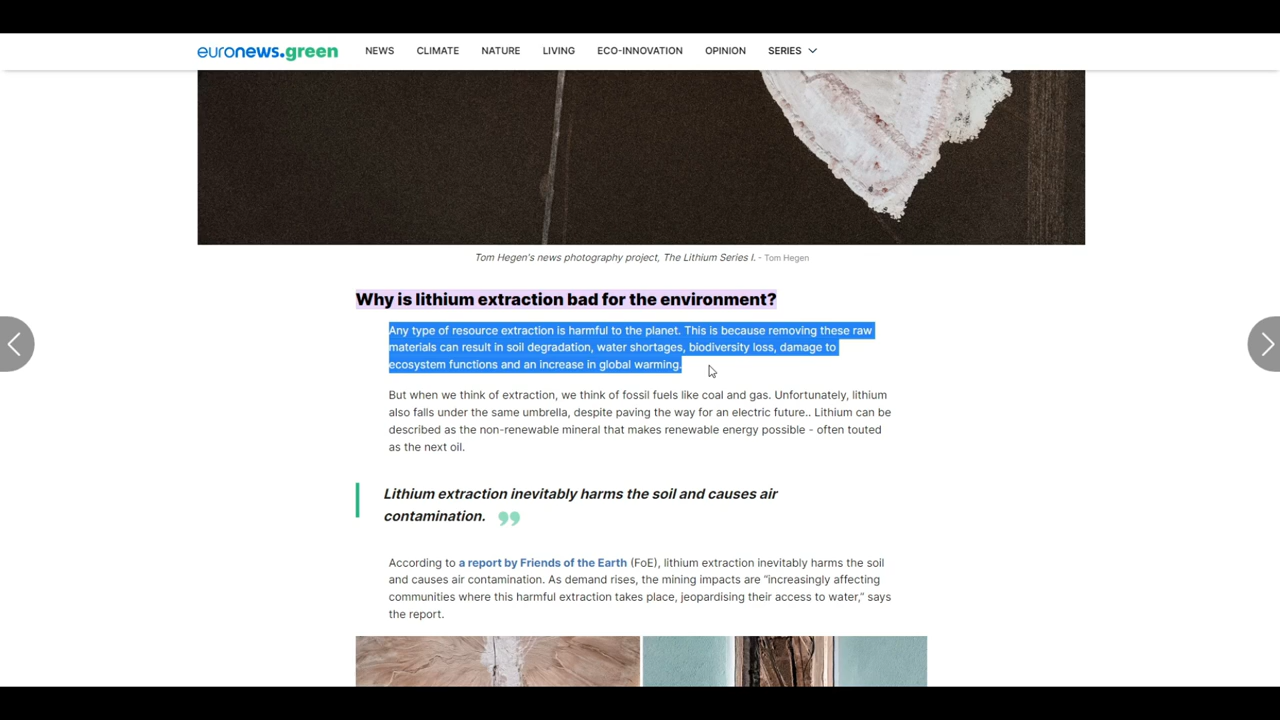 euronews.green NEWS CLIMATE NATURE LIVING ECO-INNOVATION OPINION SERIES
Tom Hegen's news photography project, The Lithium Series I. - Tom Hegen
Why is lithium extraction bad for the environment?
Any type of resource extraction is harmful to the planet. This is because removing these raw
materials can result in soil degradation, water shortages, biodiversity loss, damage to
ecosystem functions and an increase in global warming.
But when we think of extraction, we think of fossil fuels like coal and gas. Unfortunately, lithium
also falls under the same umbrella, despite paving the way for an electric future.. Lithium can be
described as the non-renewable mineral that makes renewable energy possible - often touted
as the next oil.
Lithium extraction inevitably harms the soil and causes air
contamination. ”
According to a report by Friends of the Earth (FoE), lithium extraction inevitably harms the soil
and causes air contamination. As demand rises, the mining impacts are “increasingly affecting
communities where this harmful extraction takes place, jeopardising their access to water,” says
the report.